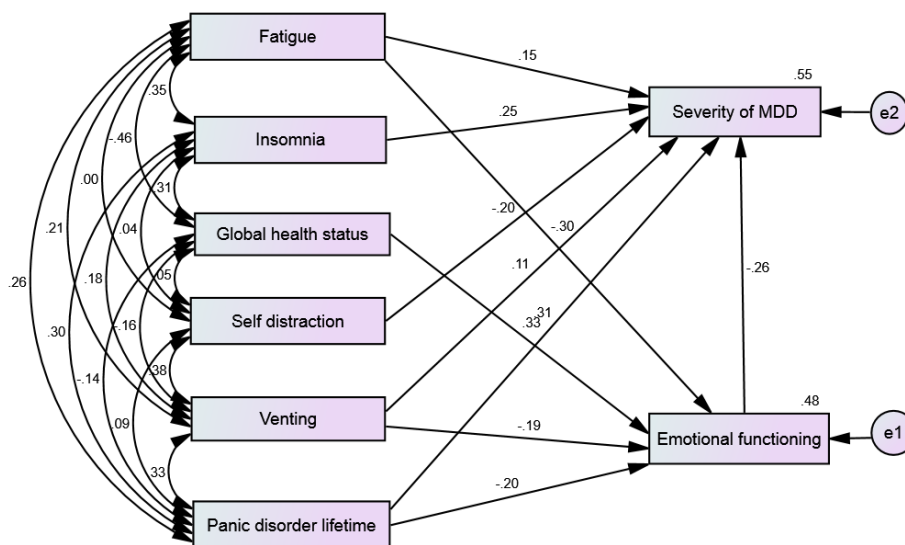 Fatigue
.15
.55
.35
Severity of MDD
e2
Insomnia
.25
-.46
.00
.31
-.20
-.30
.21
.04
Global health status
.26
.18
.05
.11
-.26
.30
-.16
Self distraction
.33
.31
-.14
.38
.09
Venting
-.19
.48
Emotional functioning
e1
.33
-.20
Panic disorder lifetime